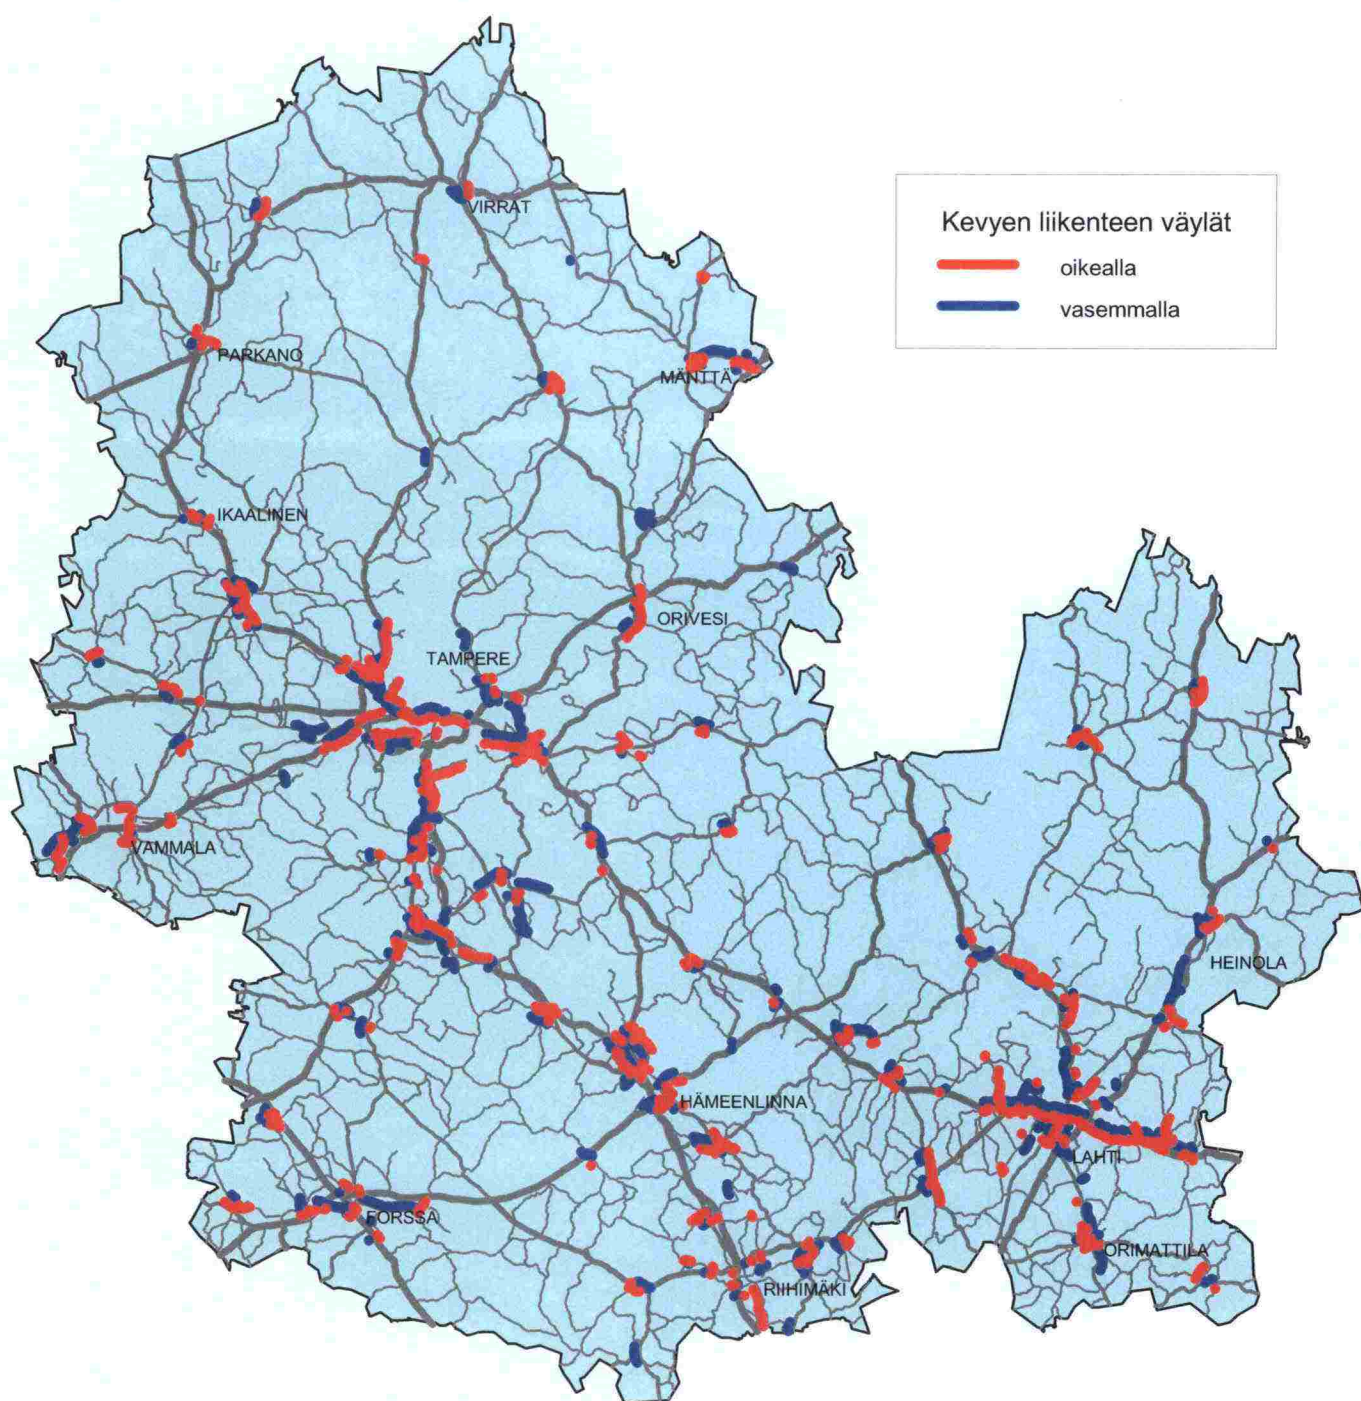 VIRRAT
Kevyen liikenteen väylät
oikealla
vasemmalla
PARKANO
MÄNTTÄ
IKAALINEN
ORIVESI
TAMPERE
VAMMALA
HEINOLA
HÄMEENLINNA
LAHTI
FORSSA
ORIMATTILA
RIIHIMÄKI